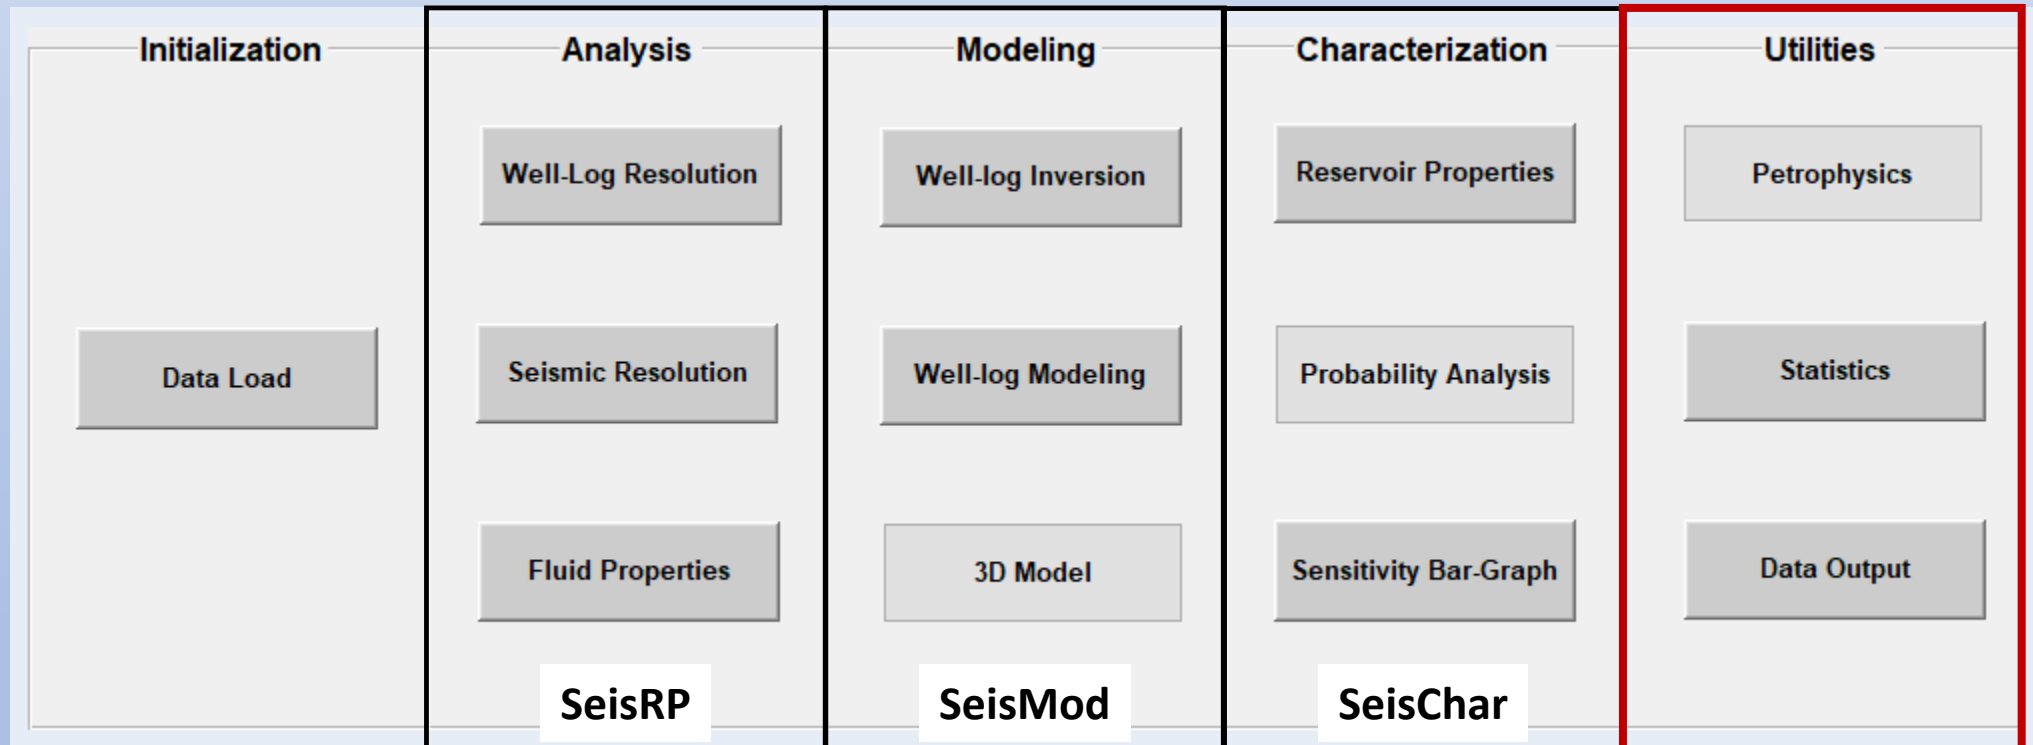 Initialization
Data Load
Analysis
Well-Log Resolution
Seismic Resolution
Fluid Properties
SeisRP
Modeling
Well-log Inversion
Well-log Modeling
3D Model
SeisMod
Characterization
Reservoir Properties
Probability Analysis
Sensitivity Bar-Graph
SeisChar
Utilities
Petrophysics
Statistics
Data Output